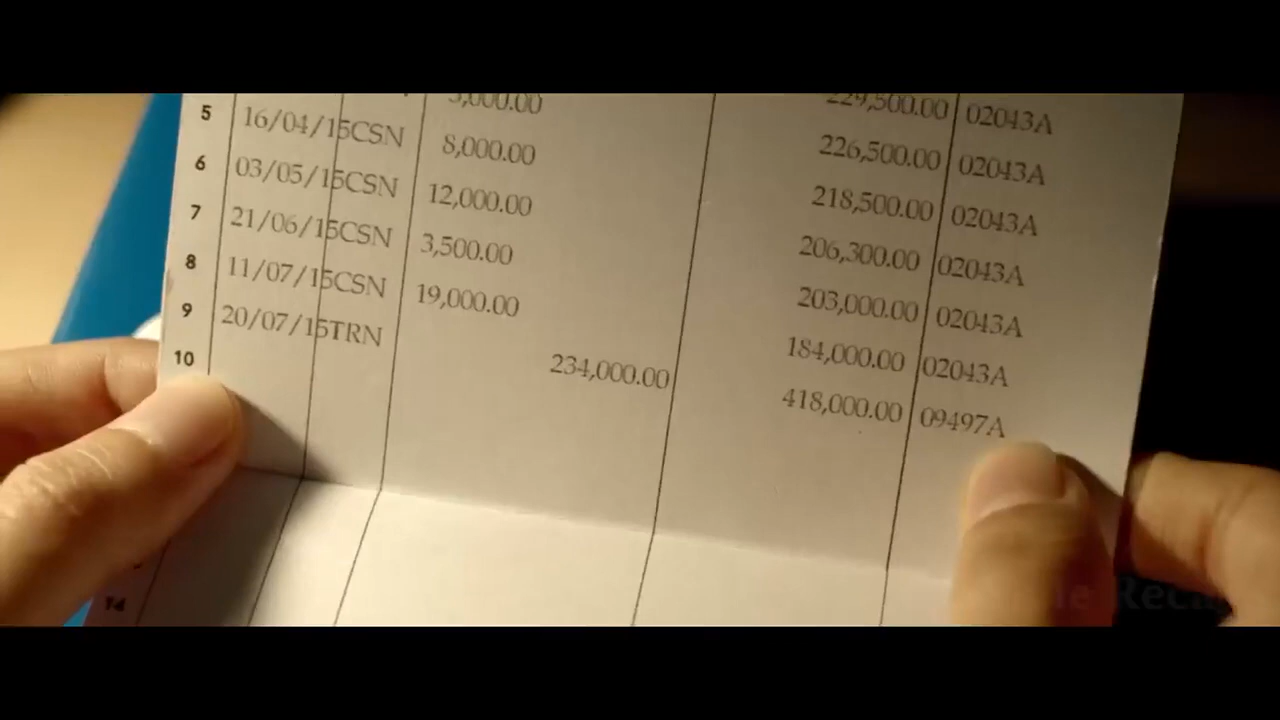 229,500.00 02043A
3,000.00 226,500.00 02043A
5 16/04/15CSN 8,000.00 218,500.00 02043A
6 03/05/15CSN 12,000.00 206,300.00 02043A
7 21/06/15CSN 3,500.00 203,000.00 02043A
8 11/07/15CSN 19,000.00 184,000.00 02043A
9 20/07/15TRN 234,000.00 418,000.00 09497A
10
14